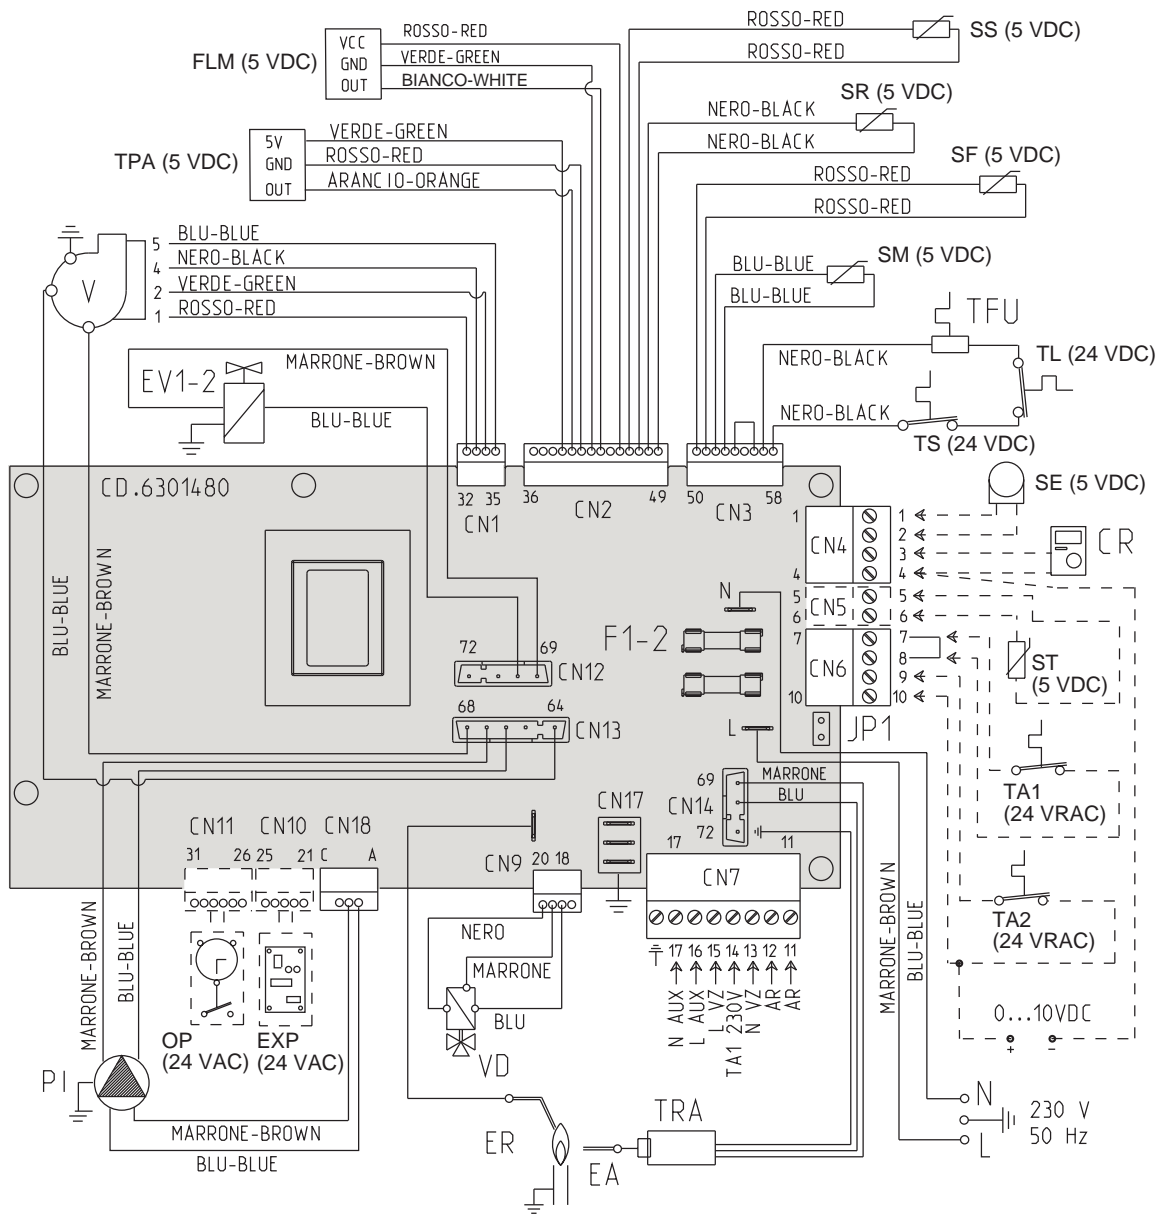 ROSSO-RED
SS (5 VDC)
ROSSO-RED
FLM (5 VDC)
VCC
GND
OUT
ROSSO-RED
VERDE-GREEN
BIANCO-WHITE
NERO-BLACK
SR (5 VDC)
NERO-BLACK
TPA (5 VDC)
5V
GND
OUT
VERDE-GREEN
ROSSO-RED
ARANCIO-ORANGE
SF (5 VDC)
ROSSO-RED
ROSSO-RED
V
5 BLU-BLUE
4 NERO-BLACK
2 VERDE-GREEN
1 ROSSO-RED
BLU-BLUE
SM (5 VDC)
BLU-BLUE
TFU
NERO-BLACK
TL (24 VDC)
NERO-BLACK
TS (24 VDC)
MARRONE-BROWN
EV1-2
BLU-BLUE
CD.6301480
32 35
CN1
36 49
CN2
50 58
CN3
SE (5 VDC)
CR
1 CN4 1
2
3
4 4
5 CN5 5
6 6
7 CN6 7
8
9
10 10
JP1
ST
(5 VDC)
TA1
(24 VRAC)
TA2
(24 VRAC)
0...10VDC
+ -
BLU-BLUE
MARRONE-BROWN
N
F1-2
L
72 69
CN12
68 64
CN13
69
CN14
72
MARRONE
BLU
CN17
17 11
CN7
CN11 CN10 CN18
31 26 25 21 C A
CN9 20 18
NERO
MARRONE
BLU
VD
17 16 15 14 13 12 11
N AUX
L AUX
L VZ
TA1 230V
N VZ
AR
AR
MARRONE-BROWN
BLU-BLUE
MARRONE-BROWN
BLU-BLUE
OP
(24 VAC)
EXP
(24 VAC)
PI
MARRONE-BROWN
BLU-BLUE
ER
EA
TRA
N
230 V
50 Hz
L